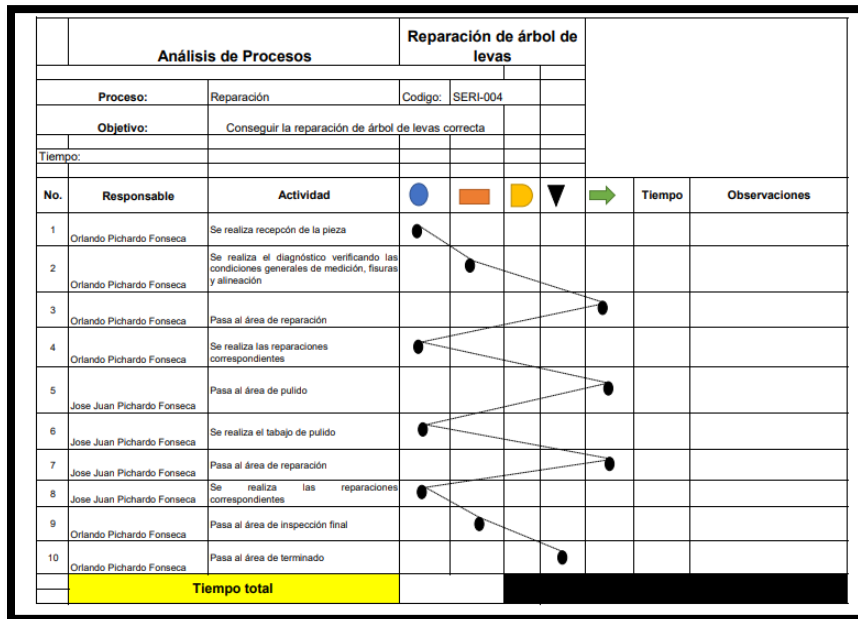 Análisis de Procesos
Reparación de árbol de
levas
Proceso:
Reparación
Codigo:
SERI-004
Objetivo:
Conseguir la reparación de árbol de levas correcta
Tiempo:
No.
Responsable
Actividad
Tiempo
Observaciones
1
Orlando Pichardo Fonseca
Se realiza recepcón de la pieza
2
Orlando Pichardo Fonseca
Se realiza el diagnóstico verificando las
condiciones generales de medición, fisuras
y alineación
3
Orlando Pichardo Fonseca
Pasa al área de reparación
4
Orlando Pichardo Fonseca
Se realiza las reparaciones
correspondientes
5
Jose Juan Pichardo Fonseca
Pasa al área de pulido
6
Jose Juan Pichardo Fonseca
Se realiza el tabajo de pulido
7
Jose Juan Pichardo Fonseca
Pasa al área de reparación
8
Jose Juan Pichardo Fonseca
Se realiza las reparaciones
correspondientes
9
Orlando Pichardo Fonseca
Pasa al área de inspección final
10
Orlando Pichardo Fonseca
Pasa al área de terminado
Tiempo total